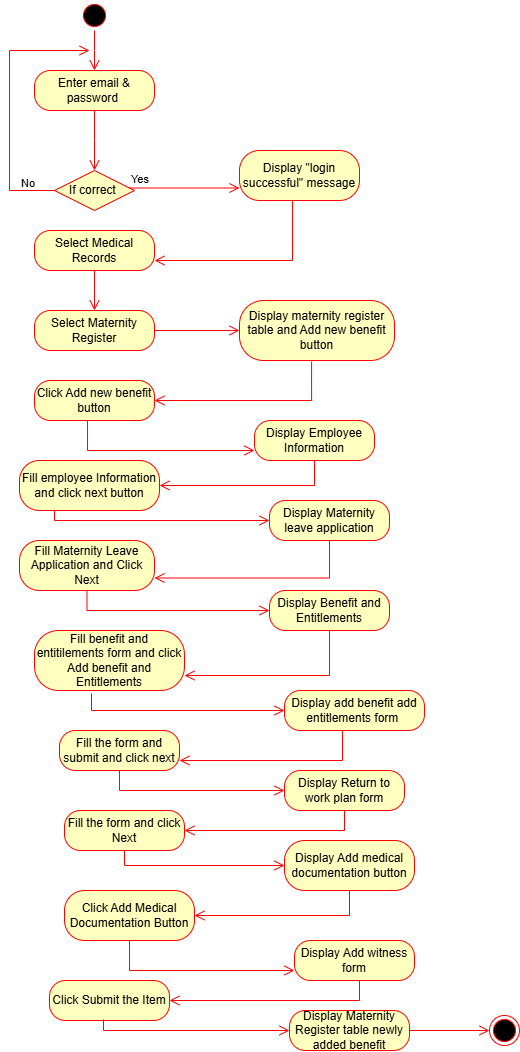 Enter email &
password
If correct
No
Yes
Display "login
successful" message
Select Medical
Records
Select Maternity
Register
Display maternity register
table and Add new benefit
button
Click Add new benefit
button
Display Employee
Information
Fill employee Information
and click next button
Display Maternity
leave application
Fill Maternity Leave
Application and Click
Next
Display Benefit and
Entitlements
Fill benefit and
entitilements form and click
Add benefit and
Entitlements
Display add benefit add
entitlements form
Fill the form and
submit and click next
Display Return to
work plan form
Fill the form and click
Next
Display Add medical
documentation button
Click Add Medical
Documentation Button
Display Add witness
form
Click Submit the Item
Display Maternity
Register table newly
added benefit